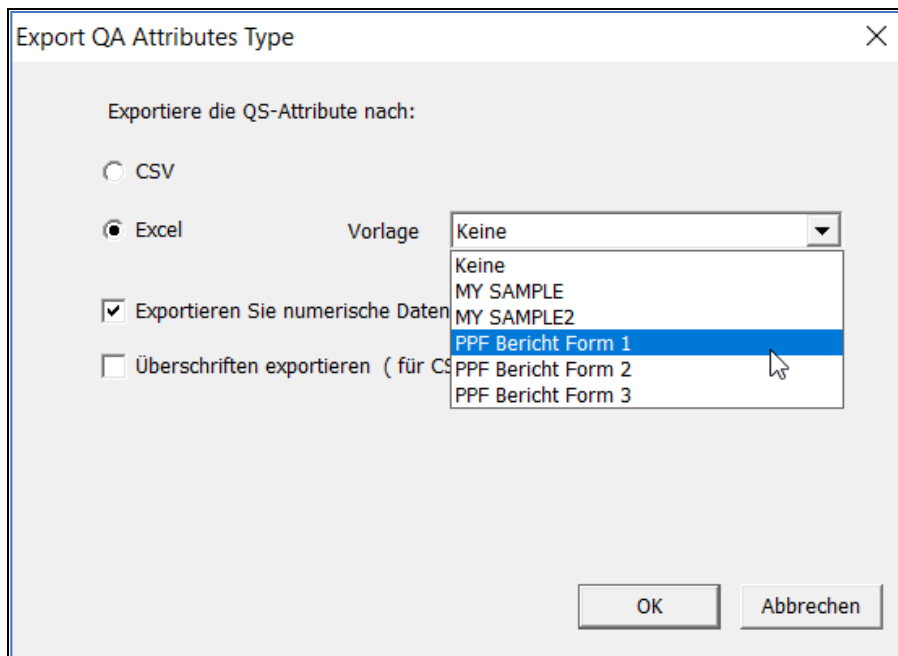 Export QA Attributes Type
Exportiere die QS-Attribute nach:
CSV
Excel Vorlage Keine
Keine
MY SAMPLE
Exportieren Sie numerische Daten
MY SAMPLE2
PPF Bericht Form 1
Überschriften exportieren ( für
PPF Bericht Form 2
PPF Bericht Form 3
OK Abbrechen